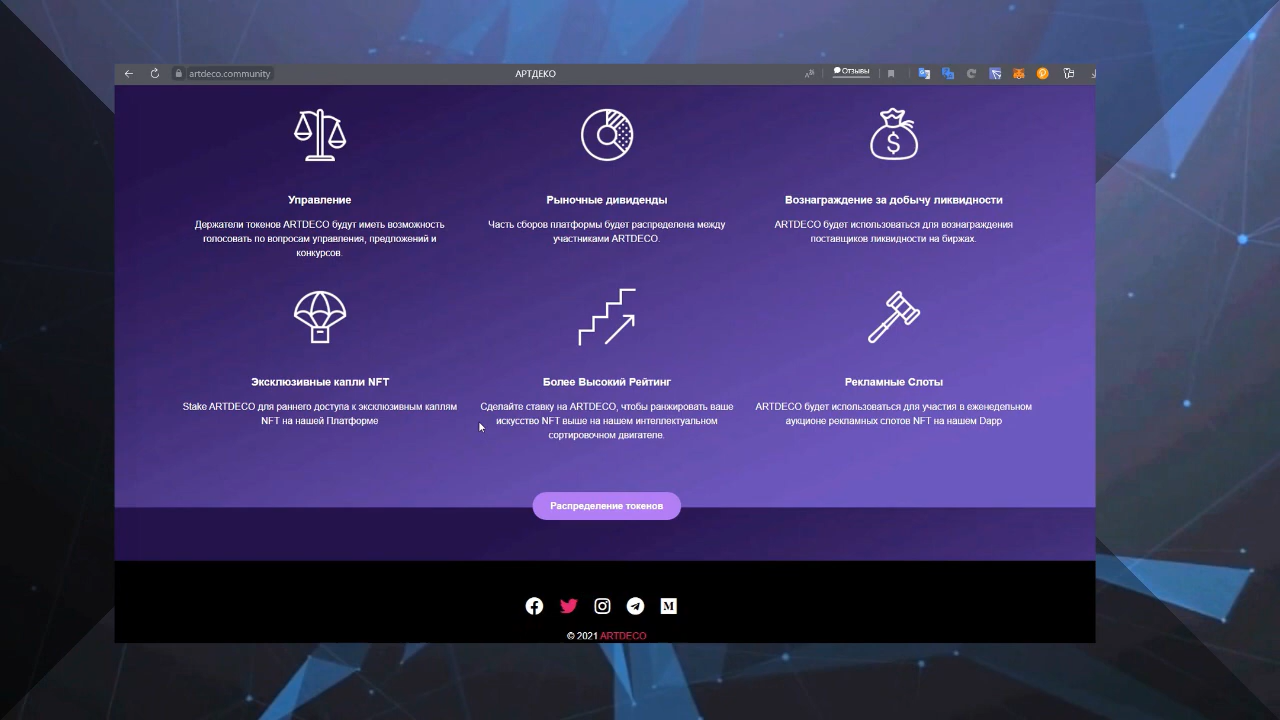 artdeco.community
АРТДЕКО
Отзывы
Управление
Держатели токенов ARTDECO будут иметь возможность
голосовать по вопросам управления, предложений и
конкурсов.
Рыночные дивиденды
Часть сборов платформы будет распределена между
участниками ARTDECO.
Вознаграждение за добычу ликвидности
ARTDECO будет использоваться для вознаграждения
поставщиков ликвидности на биржах.
Эксклюзивные капли NFT
Stake ARTDECO для раннего доступа к эксклюзивным каплям
NFT на нашей Платформе
Более Высокий Рейтинг
Сделайте ставку на ARTDECO, чтобы ранжировать ваше
искусство NFT выше на нашем интеллектуальном
сортировочном двигателе.
Рекламные Слоты
ARTDECO будет использоваться для участия в еженедельном
аукционе рекламных слотов NFT на нашем Dapp
Распределение токенов
© 2021 ARTDECO